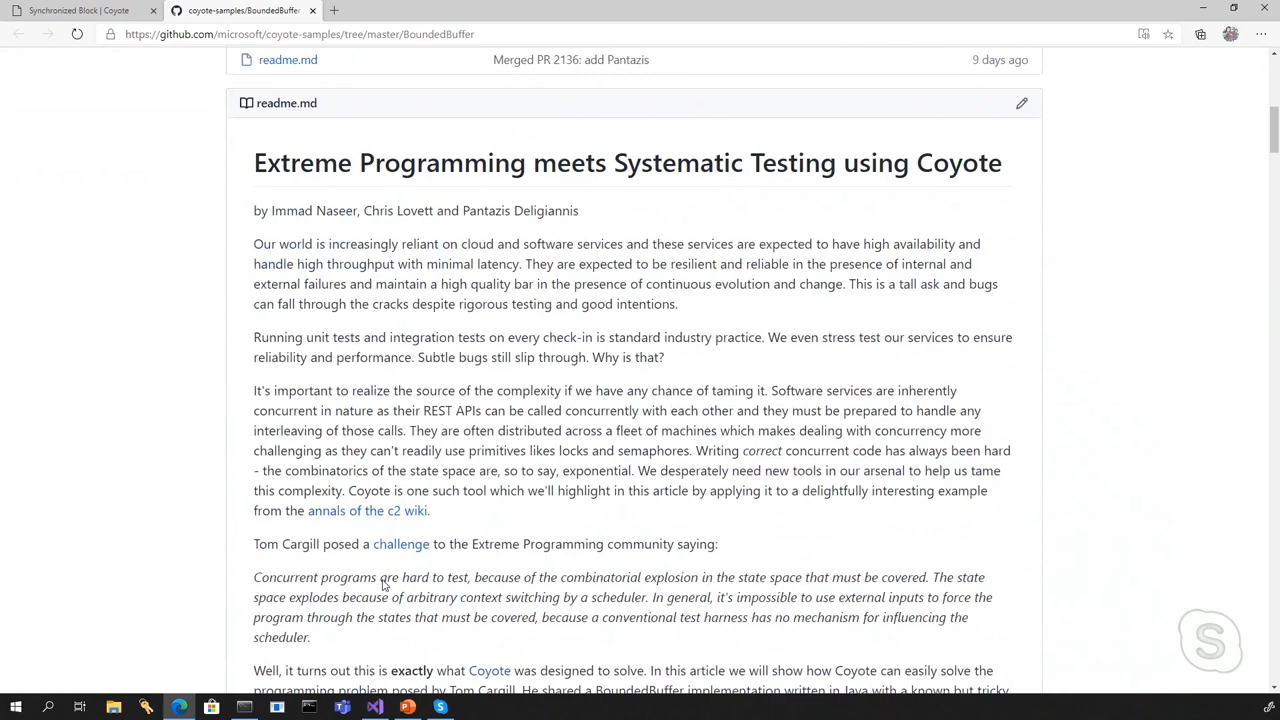 Synchronized Block | Coyote
coyote-samples/BoundedBuffer
https://github.com/microsoft/coyote-samples/tree/master/BoundedBuffer
readme.md Merged PR 2136: add Pantazis 9 days ago
readme.md
Extreme Programming meets Systematic Testing using Coyote
by Immad Naseer, Chris Lovett and Pantazis Deligiannis
Our world is increasingly reliant on cloud and software services and these services are expected to have high availability and
handle high throughput with minimal latency. They are expected to be resilient and reliable in the presence of internal and
external failures and maintain a high quality bar in the presence of continuous evolution and change. This is a tall ask and bugs
can fall through the cracks despite rigorous testing and good intentions.
Running unit tests and integration tests on every check-in is standard industry practice. We even stress test our services to ensure
reliability and performance. Subtle bugs still slip through. Why is that?
It's important to realize the source of the complexity if we have any chance of taming it. Software services are inherently
concurrent in nature as their REST APIs can be called concurrently with each other and they must be prepared to handle any
interleaving of those calls. They are often distributed across a fleet of machines which makes dealing with concurrency more
challenging as they can't readily use primitives likes locks and semaphores. Writing correct concurrent code has always been hard
- the combinatorics of the state space are, so to say, exponential. We desperately need new tools in our arsenal to help us tame
this complexity. Coyote is one such tool which we'll highlight in this article by applying it to a delightfully interesting example
from the annals of the c2 wiki.
Tom Cargill posed a challenge to the Extreme Programming community saying:
Concurrent programs are hard to test, because of the combinatorial explosion in the state space that must be covered. The state
space explodes because of arbitrary context switching by a scheduler. In general, it's impossible to use external inputs to force the
program through the states that must be covered, because a conventional test harness has no mechanism for influencing the
scheduler.
Well, it turns out this is exactly what Coyote was designed to solve. In this article we will show how Coyote can easily solve the
programming problem posed by Tom Cargill. He shared a BoundedBuffer implementation written in Java with a known but tricky